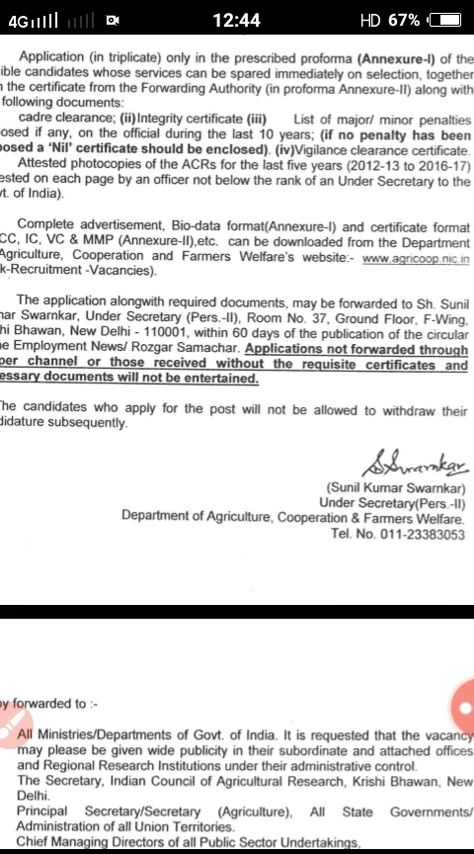 4G 12:44 HD 67%
Application (in triplicate) only in the prescribed proforma (Annexure-I) of the
ible candidates whose services can be spared immediately on selection, together
n the certificate from the Forwarding Authority (in proforma Annexure-II) along with
following documents:
cadre clearance; (ii)Integrity certificate (iii) List of major/ minor penalties
osed if any, on the official during the last 10 years; (if no penalty has been
posed a 'Nil' certificate should be enclosed). (iv)Vigilance clearance certificate.
Attested photocopies of the ACRs for the last five years (2012-13 to 2016-17)
ested on each page by an officer not below the rank of an Under Secretary to the
vt. of India).
Complete advertisement, Bio-data format(Annexure-I) and certificate format
CC, IC, VC & MMP (Annexure-II),etc. can be downloaded from the Department
Agriculture, Cooperation and Farmers Welfare's website:- www.agricoop.nic.in
k-Recruitment -Vacancies).
The application alongwith required documents, may be forwarded to Sh. Sunil
nar Swarnkar, Under Secretary (Pers.-II), Room No. 37, Ground Floor, F-Wing,
hi Bhawan, New Delhi - 110001, within 60 days of the publication of the circular
e Employment News/ Rozgar Samachar. Applications not forwarded through
per channel or those received without the requisite certificates and
essary documents will not be entertained.
The candidates who apply for the post will not be allowed to withdraw their
didature subsequently.
SSwarnkar
(Sunil Kumar Swarnkar)
Under Secretary(Pers.-II)
Department of Agriculture, Cooperation & Farmers Welfare.
Tel. No. 011-23383053
y forwarded to :-
All Ministries/Departments of Govt. of India. It is requested that the vacancy
may please be given wide publicity in their subordinate and attached offices
and Regional Research Institutions under their administrative control.
The Secretary, Indian Council of Agricultural Research, Krishi Bhawan, New
Delhi.
Principal Secretary/Secretary (Agriculture), All State Governments/
Administration of all Union Territories.
Chief Managing Directors of all Public Sector Undertakings,